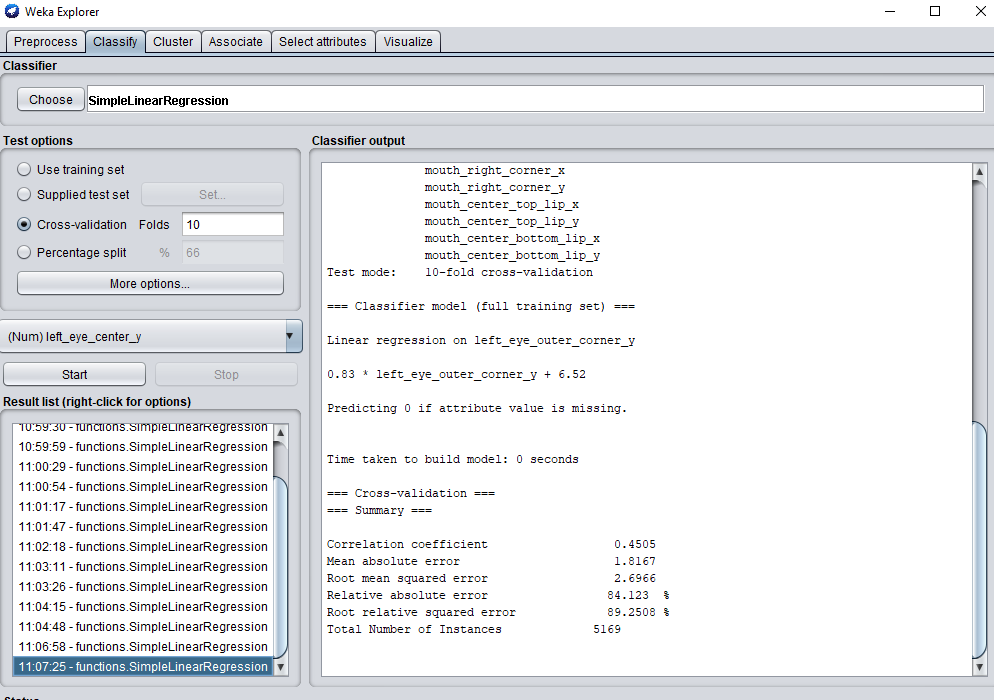 Weka Explorer
Preprocess Classify Cluster Associate Select attributes Visualize
Classifier
Choose SimpleLinearRegression
Test options
Use training set
Supplied test set Set...
Cross-validation Folds 10
Percentage split % 66
More options...
(Num) left_eye_center_y
Start Stop
Result list (right-click for options)
10:59:30 - functions.SimpleLinearRegression
10:59:59 - functions.SimpleLinearRegression
11:00:29 - functions.SimpleLinearRegression
11:00:54 - functions.SimpleLinearRegression
11:01:17 - functions.SimpleLinearRegression
11:01:47 - functions.SimpleLinearRegression
11:02:18 - functions.SimpleLinearRegression
11:03:11 - functions.SimpleLinearRegression
11:03:26 - functions.SimpleLinearRegression
11:04:15 - functions.SimpleLinearRegression
11:04:48 - functions.SimpleLinearRegression
11:06:58 - functions.SimpleLinearRegression
11:07:25 - functions.SimpleLinearRegression
Classifier output
mouth_right_corner_x
mouth_right_corner_y
mouth_center_top_lip_x
mouth_center_top_lip_y
mouth_center_bottom_lip_x
mouth_center_bottom_lip_y
Test mode: 10-fold cross-validation
=== Classifier model (full training set) ===
Linear regression on left_eye_outer_corner_y
0.83 * left_eye_outer_corner_y + 6.52
Predicting 0 if attribute value is missing.
Time taken to build model: 0 seconds
=== Cross-validation ===
=== Summary ===
Correlation coefficient 0.4505
Mean absolute error 1.8167
Root mean squared error 2.6966
Relative absolute error 84.123 %
Root relative squared error 89.2508 %
Total Number of Instances 5169
Status